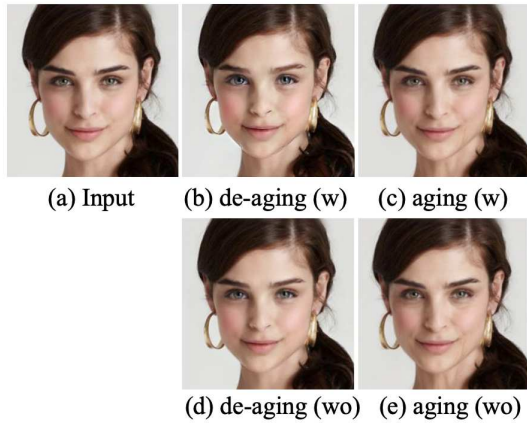 (a) Input (b) de-aging (w) (c) aging (w)
(d) de-aging (wo) (e) aging (wo)